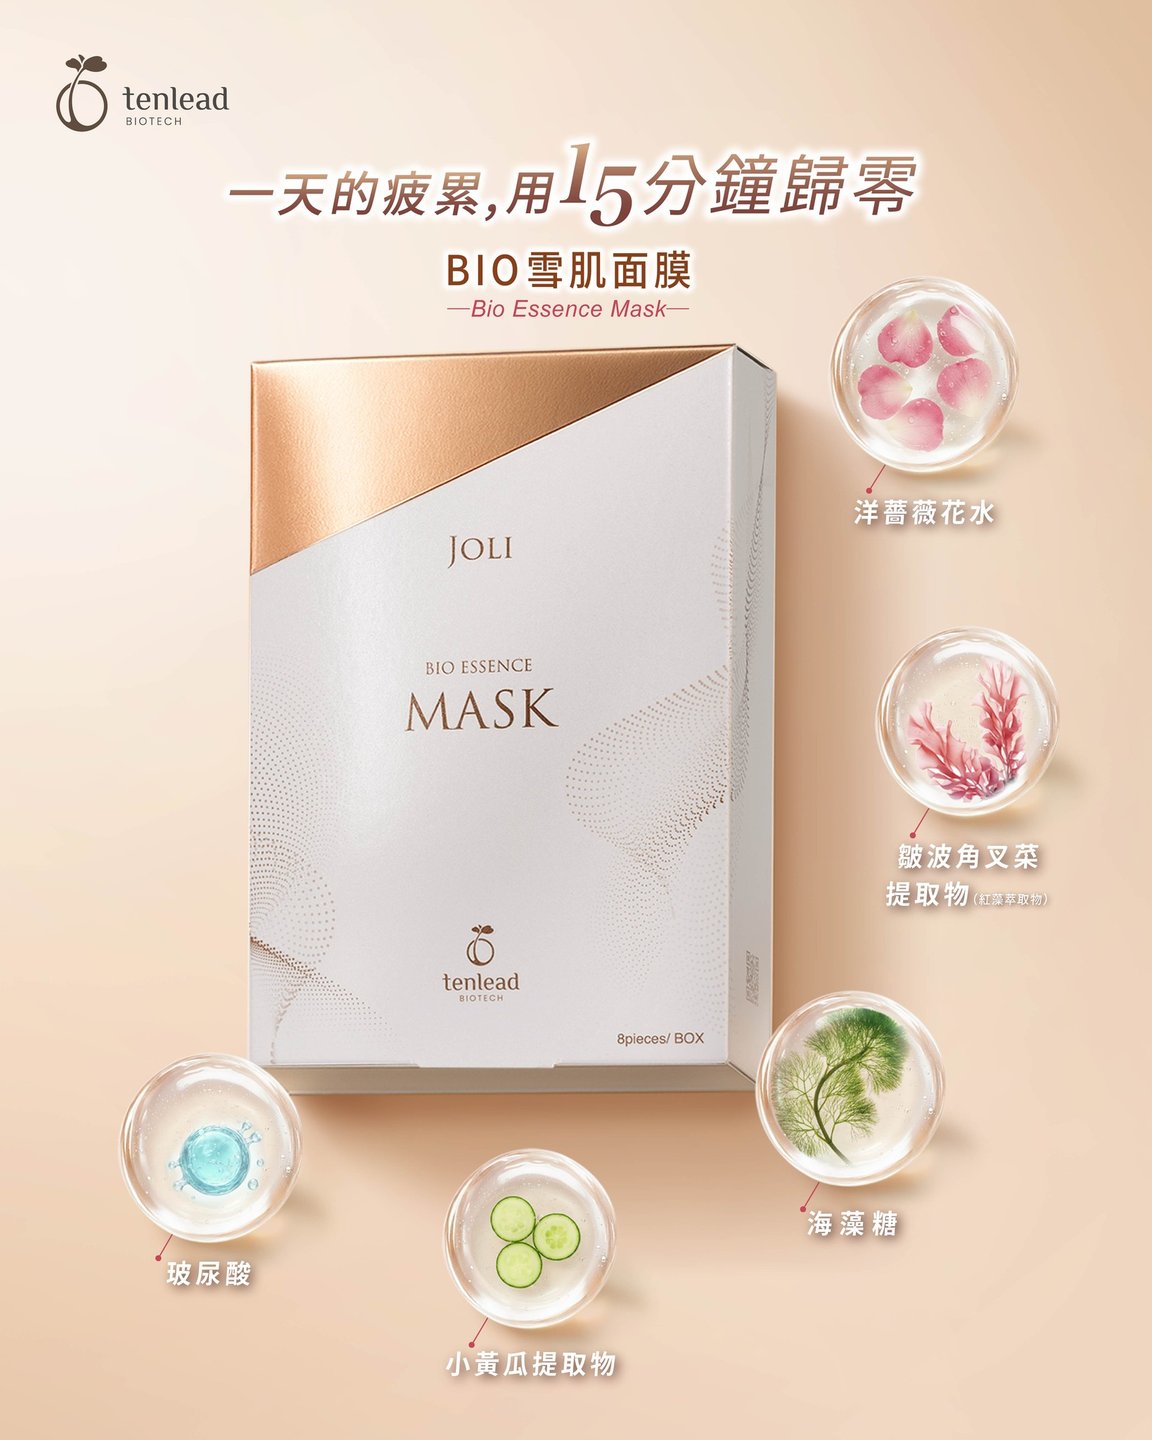 tenlead
BIOTECH
一天的疲累,用15分鐘歸零
BIO雪肌面膜
Bio Essence Mask
JOLI
BIO ESSENCE
MASK
tenlead
BIOTECH
8pieces/ BOX
洋薔薇花水
皺波角叉菜
提取物(紅藻萃取物)
海藻糖
玻尿酸
小黃瓜提取物